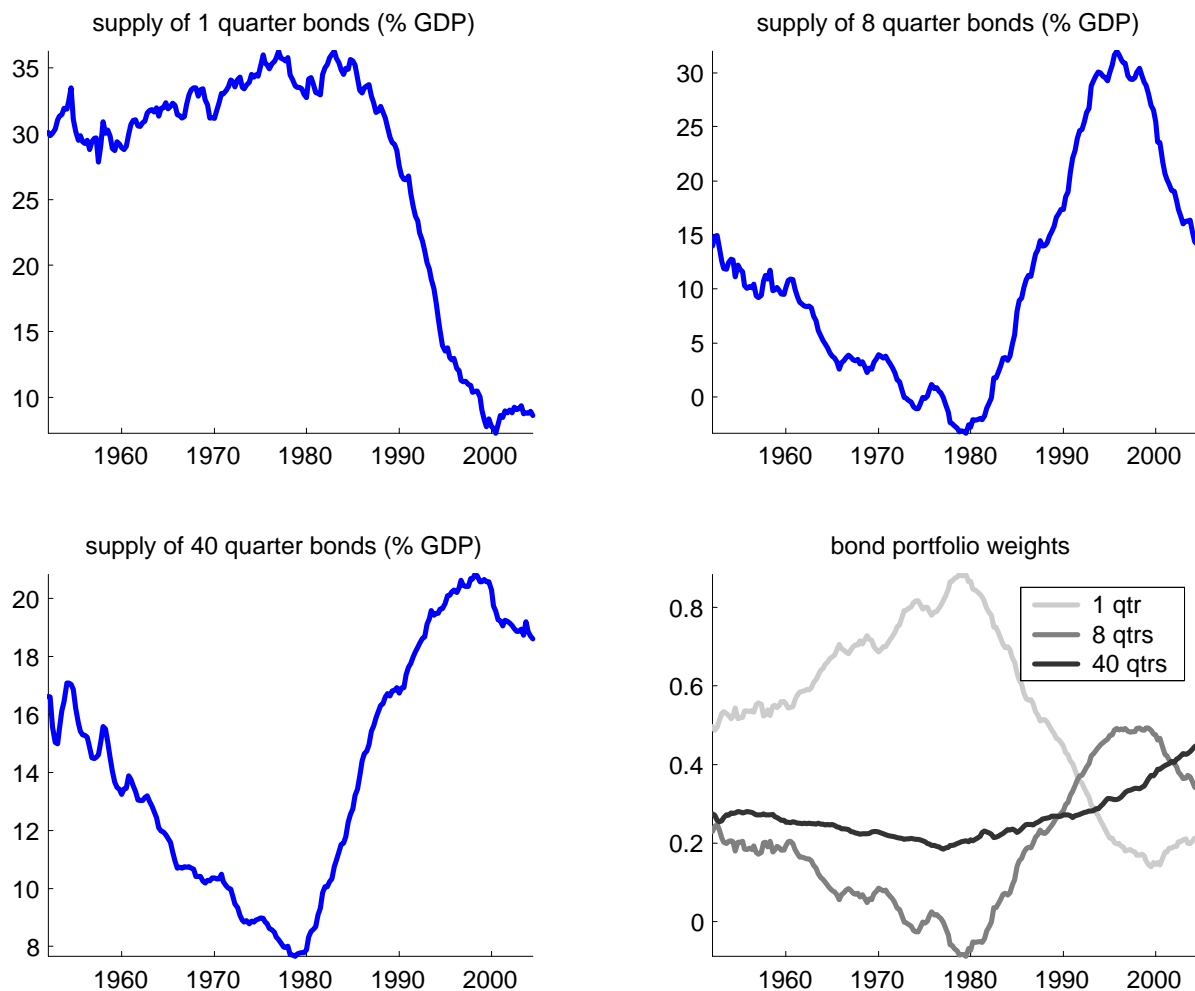 supply of 1 quarter bonds (% GDP)
35
30
25
20
15
10
1960 1970 1980 1990 2000
supply of 8 quarter bonds (% GDP)
30
25
20
15
10
5
0
1960 1970 1980 1990 2000
supply of 40 quarter bonds (% GDP)
20
18
16
14
12
10
8
1960 1970 1980 1990 2000
bond portfolio weights
0.8
0.6
0.4
0.2
0
1 qtr
8 qtrs
40 qtrs
1960 1970 1980 1990 2000